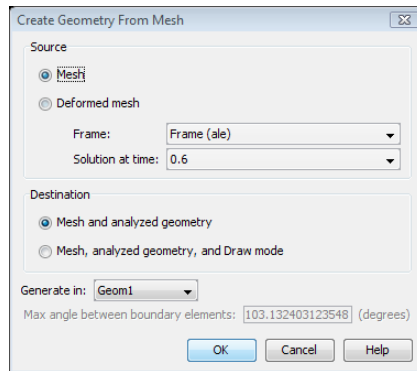 Create Geometry From Mesh
Source
Mesh
Deformed mesh
Frame: Frame (ale)
Solution at time: 0.6
Destination
Mesh and analyzed geometry
Mesh, analyzed geometry, and Draw mode
Generate in: Geom1
Max angle between boundary elements: 103.132403123548 (degrees)
OK Cancel Help